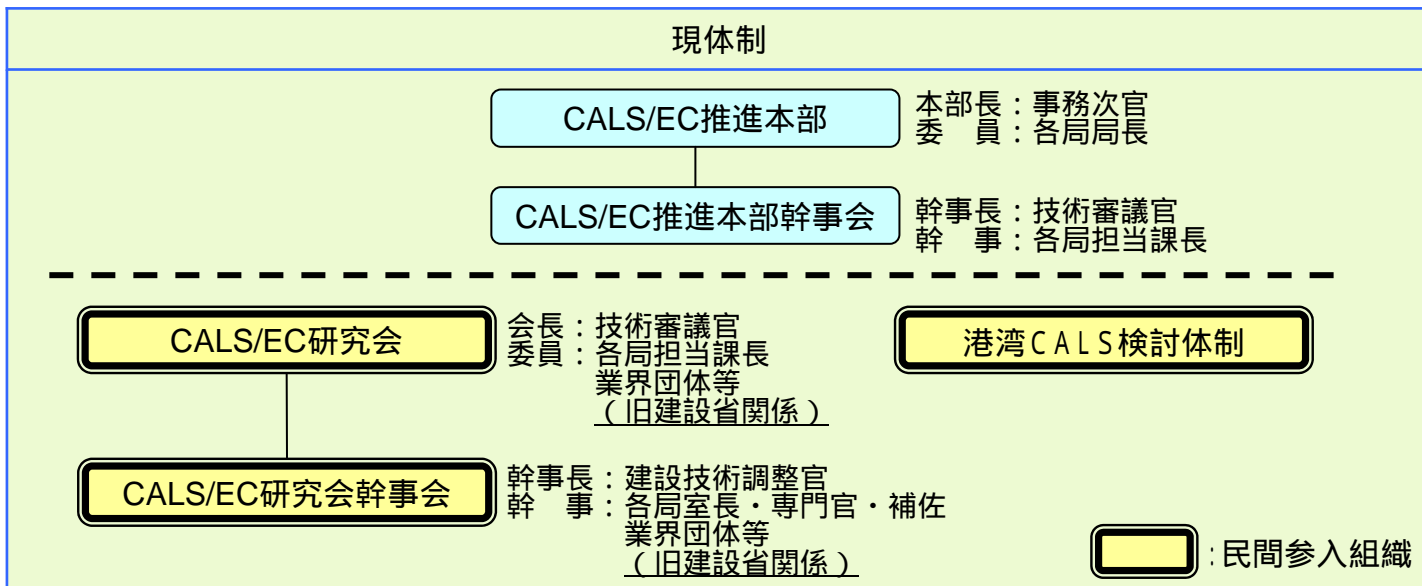 現体制
CALS/EC推進本部
本部長：事務次官
委　員：各局局長
CALS/EC推進本部幹事会
幹事長：技術審議官
幹　事：各局担当課長
CALS/EC研究会
会長：技術審議官
委員：各局担当課長
業界団体等
（旧建設省関係）
港湾ＣＡＬＳ検討体制
CALS/EC研究会幹事会
幹事長：建設技術調整官
幹　事：各局室長・専門官・補佐
業界団体等
（旧建設省関係）
：民間参入組織